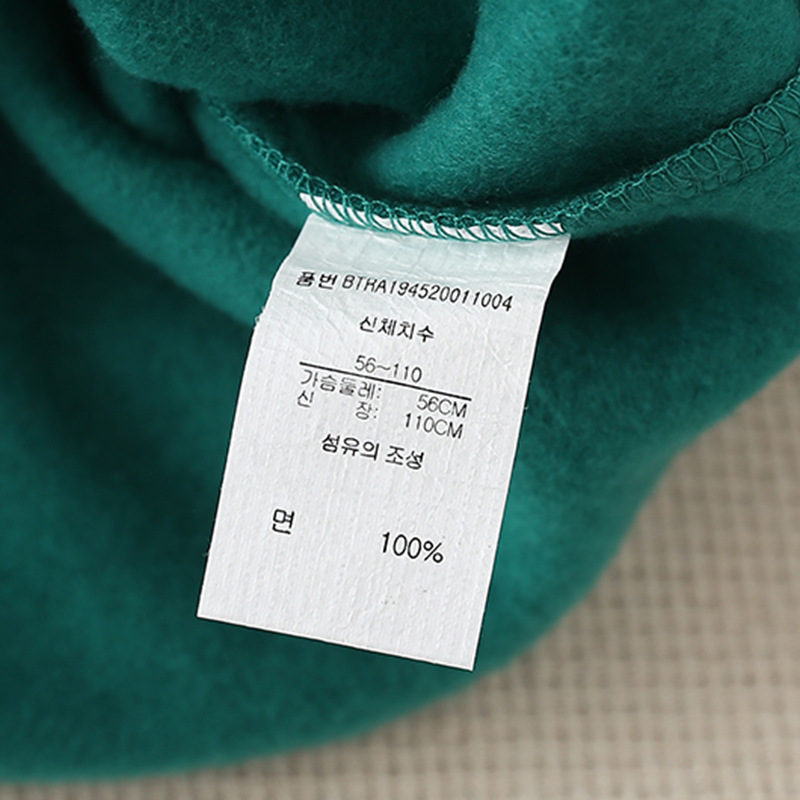 품번 BTRA194520011004
신체치수
56~110
가슴둘레: 56CM
신 장: 110CM
섬유의 조성
면 100%